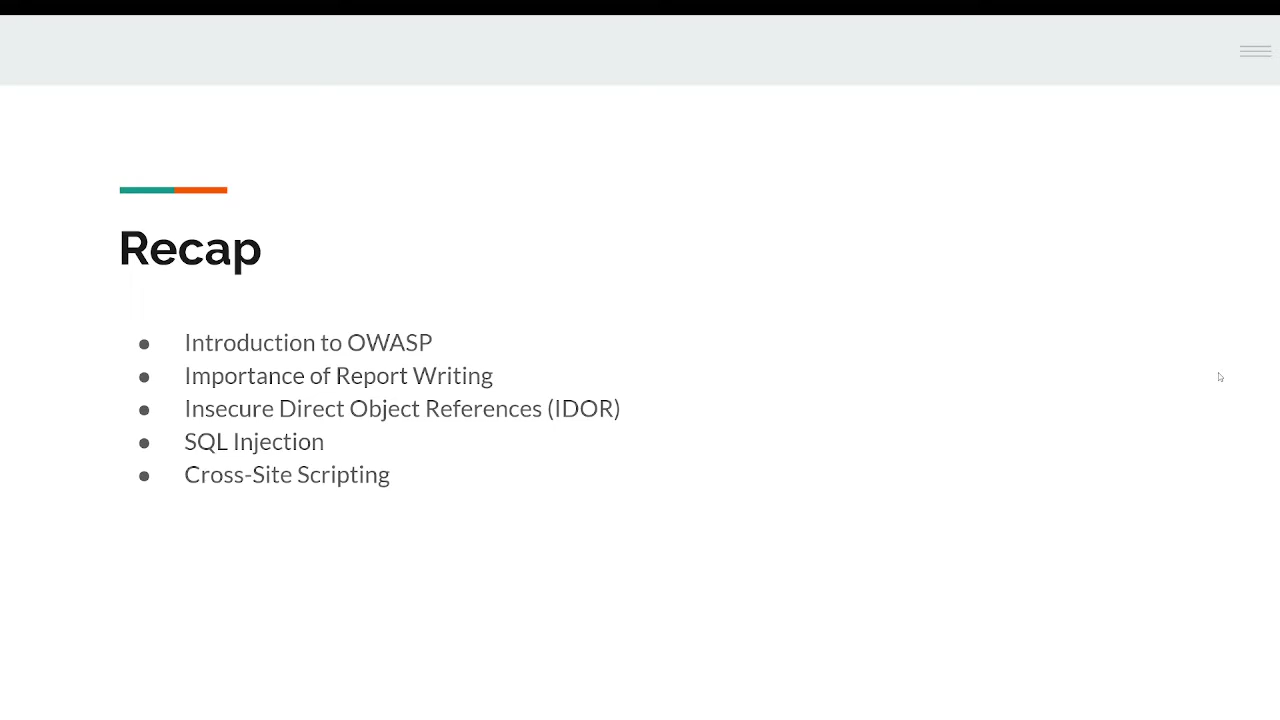 Recap
● Introduction to OWASP
● Importance of Report Writing
● Insecure Direct Object References (IDOR)
● SQL Injection
● Cross-Site Scripting